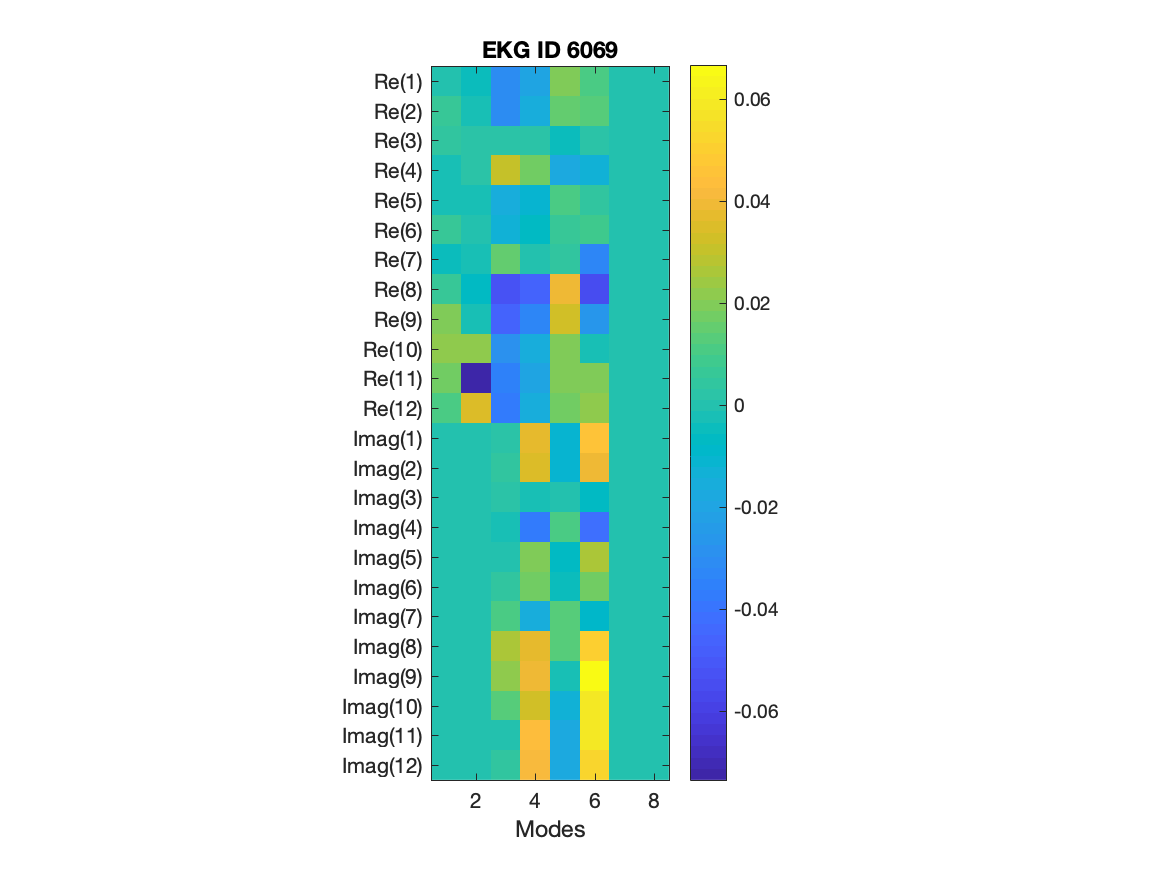 EKG ID 6069
Re(1)
Re(2)
Re(3)
Re(4)
Re(5)
Re(6)
Re(7)
Re(8)
Re(9)
Re(10)
Re(11)
Re(12)
Imag(1)
Imag(2)
Imag(3)
Imag(4)
Imag(5)
Imag(6)
Imag(7)
Imag(8)
Imag(9)
Imag(10)
Imag(11)
Imag(12)
2 4 6 8
Modes
0.06
0.04
0.02
0
-0.02
-0.04
-0.06